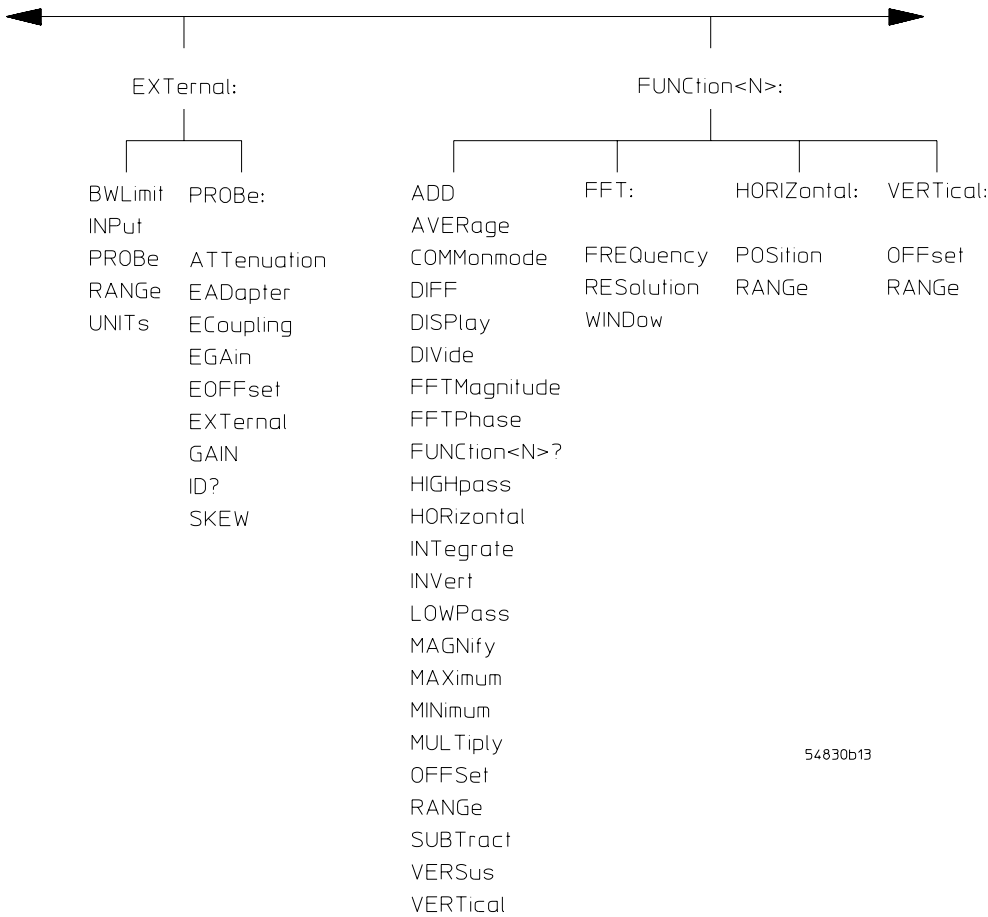 EXTernal:
FUNCtion<N>:
BWLimit
INPut
PROBe
RANGe
UNITs
PROBe:
ATTenuation
EADapter
ECoupling
EGAin
EOFFset
EXTernal
GAIN
ID?
SKEW
ADD
AVERage
COMMonmode
DIFF
DISPlay
DIVide
FFTMagnitude
FFTPhase
FUNCtion<N>?
HIGHpass
HORizontal
INTegrate
INVert
LOWPass
MAGNify
MAXimum
MINimum
MULTiply
OFFSet
RANGe
SUBTract
VERSus
VERTical
FFT:
FREQuency
RESolution
WINDow
HORIZontal:
POSition
RANGe
VERTical:
OFFset
RANGe
54830b13